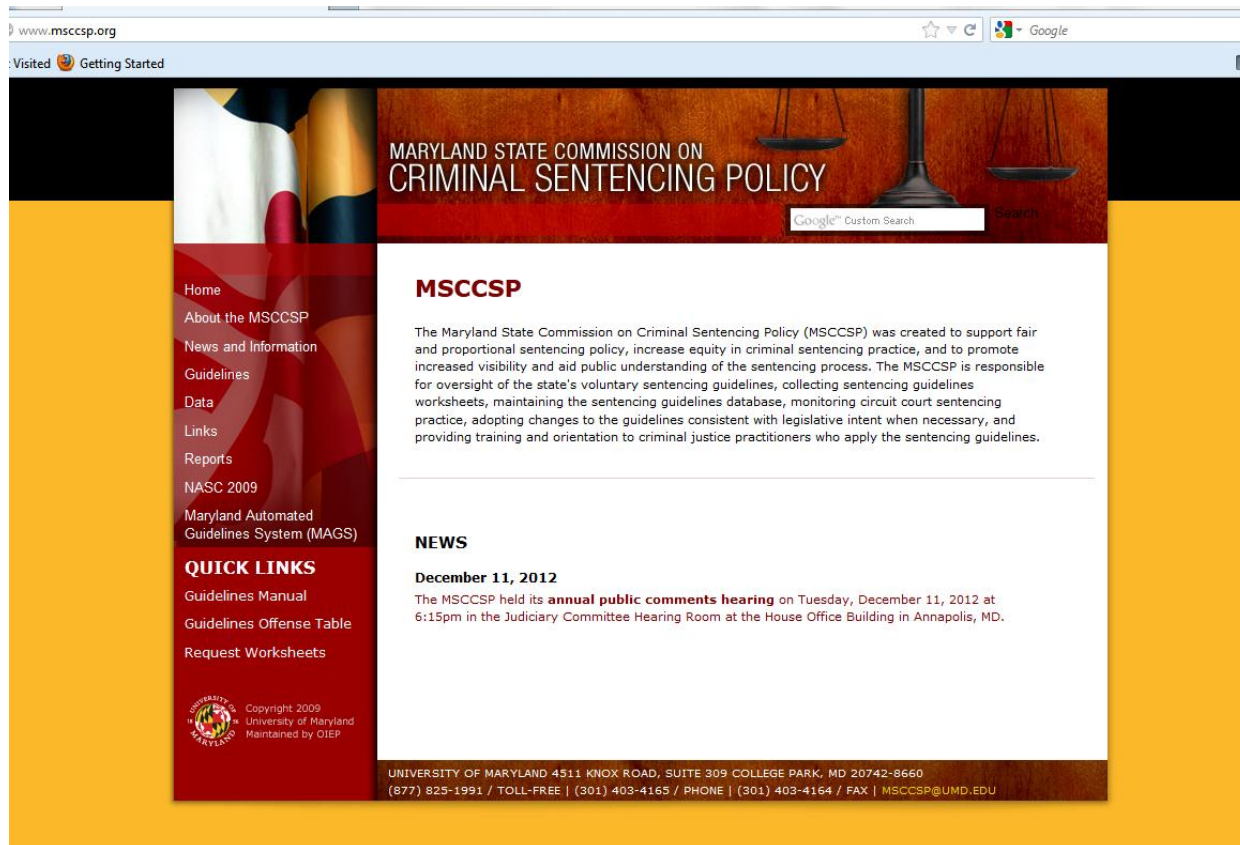 www.msccsp.org
Google
Visited Getting Started
MARYLAND STATE COMMISSION ON
CRIMINAL SENTENCING POLICY
Google™ Custom Search
Search
Home
About the MSCCSP
News and Information
Guidelines
Data
Links
Reports
NASC 2009
Maryland Automated
Guidelines System (MAGS)
QUICK LINKS
Guidelines Manual
Guidelines Offense Table
Request Worksheets
UNIVERSITY OF
MARYLAND
18 56
Copyright 2009
University of Maryland
Maintained by OIEP
MSCCSP
The Maryland State Commission on Criminal Sentencing Policy (MSCCSP) was created to support fair
and proportional sentencing policy, increase equity in criminal sentencing practice, and to promote
increased visibility and aid public understanding of the sentencing process. The MSCCSP is responsible
for oversight of the state's voluntary sentencing guidelines, collecting sentencing guidelines
worksheets, maintaining the sentencing guidelines database, monitoring circuit court sentencing
practice, adopting changes to the guidelines consistent with legislative intent when necessary, and
providing training and orientation to criminal justice practitioners who apply the sentencing guidelines.
NEWS
December 11, 2012
The MSCCSP held its annual public comments hearing on Tuesday, December 11, 2012 at
6:15pm in the Judiciary Committee Hearing Room at the House Office Building in Annapolis, MD.
UNIVERSITY OF MARYLAND 4511 KNOX ROAD, SUITE 309 COLLEGE PARK, MD 20742-8660
(877) 825-1991 / TOLL-FREE | (301) 403-4165 / PHONE | (301) 403-4164 / FAX | MSCCSP@UMD.EDU